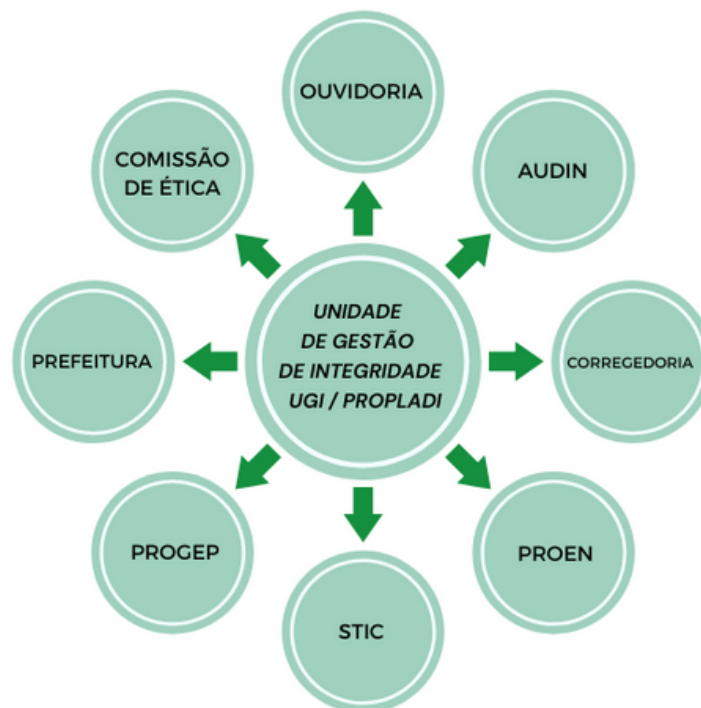 OUVIDORIA
COMISSÃO
DE ÉTICA
AUDIN
UNIDADE
DE GESTÃO
DE INTEGRIDADE
UGI / PROPLADI
PREFEITURA
CORREGEDORIA
PROGEP
PROEN
STIC